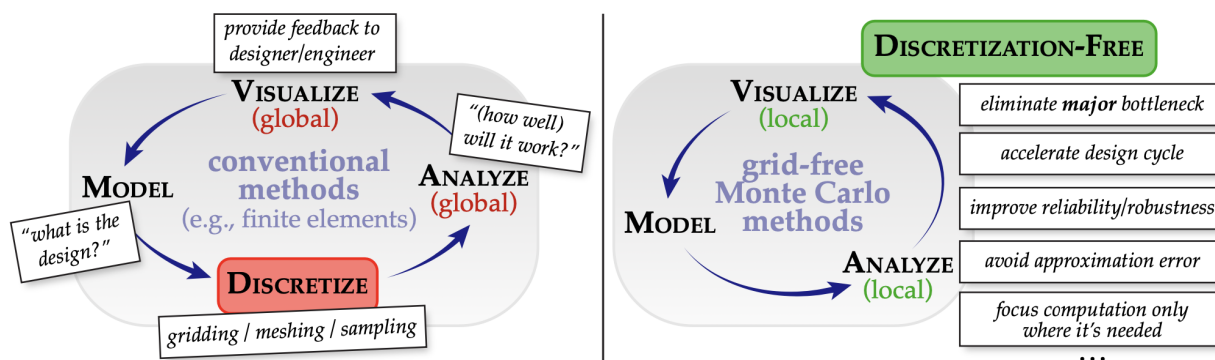 provide feedback to
designer/engineer
VISUALIZE
(global)
"(how well)
will it work?"
conventional
methods
(e.g., finite elements)
MODEL
ANALYZE
(global)
"what is the
design?"
DISCRETIZE
gridding / meshing / sampling
DISCRETIZATION-FREE
VISUALIZE
(local)
grid-free
Monte Carlo
methods
MODEL
ANALYZE
(local)
eliminate major bottleneck
accelerate design cycle
improve reliability/robustness
avoid approximation error
focus computation only
where it's needed
...